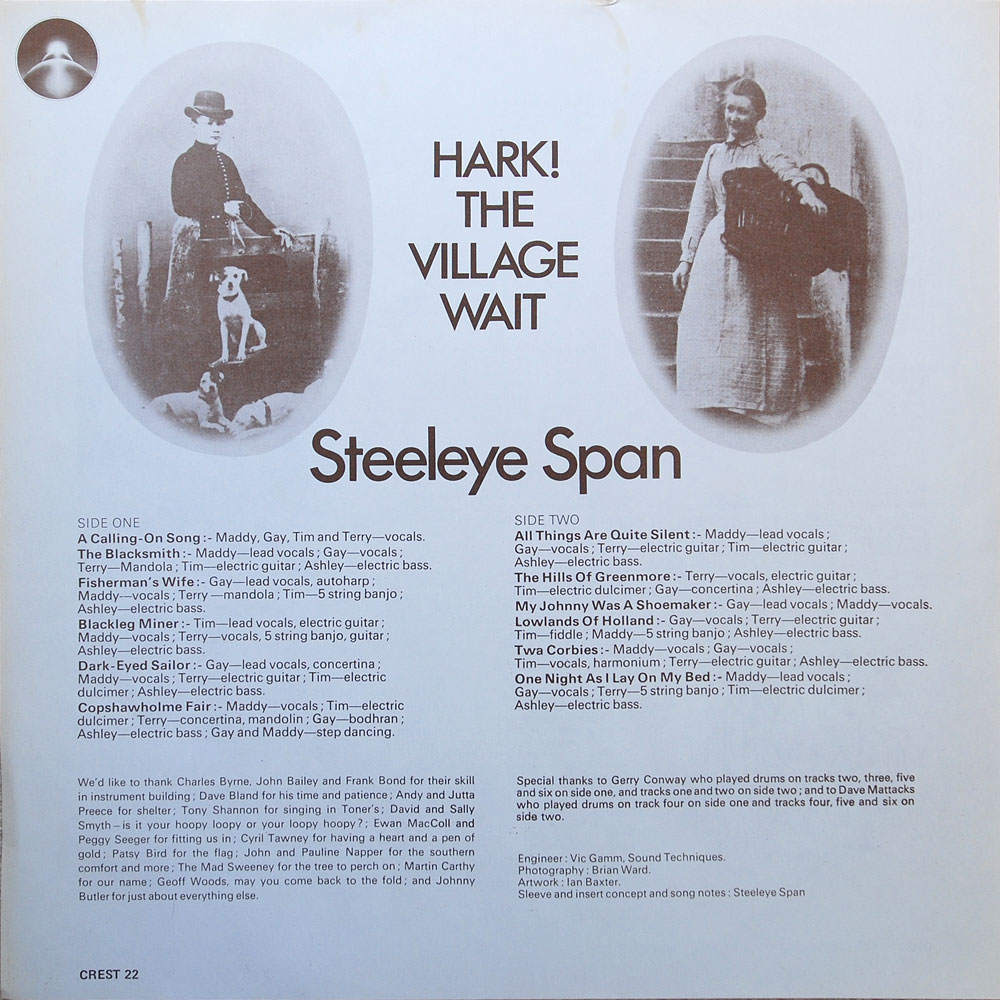 HARK!
THE
VILLAGE
WAIT
Steeleye Span
SIDE ONE
A Calling-On Song:- Maddy, Gay, Tim and Terry—vocals.
The Blacksmith:- Maddy—lead vocals; Gay—vocals;
Terry—Mandola; Tim—electric guitar; Ashley—electric bass.
Fisherman's Wife:- Gay—lead vocals, autoharp;
Maddy—vocals; Terry—mandola; Tim—5 string banjo;
Ashley—electric bass.
Blackleg Miner:- Tim—lead vocals, electric guitar;
Maddy—vocals; Terry—vocals, 5 string banjo, guitar;
Ashley—electric bass.
Dark-Eyed Sailor:- Gay—lead vocals, concertina;
Maddy—vocals; Terry—electric guitar; Tim—electric
dulcimer; Ashley—electric bass.
Copshawholme Fair:- Maddy—vocals; Tim—electric
dulcimer; Terry—concertina, mandolin; Gay—bodhran;
Ashley—electric bass; Gay and Maddy—step dancing.
SIDE TWO
All Things Are Quite Silent:- Maddy—lead vocals;
Gay—vocals; Terry—electric guitar; Tim—electric guitar;
Ashley—electric bass.
The Hills Of Greenmore:- Terry—vocals, electric guitar;
Tim—electric dulcimer; Gay—concertina; Ashley—electric bass.
My Johnny Was A Shoemaker:- Gay—lead vocals; Maddy—vocals.
Lowlands Of Holland:- Gay—vocals; Terry—electric guitar;
Tim—fiddle; Maddy—5 string banjo; Ashley—electric bass.
Twa Corbies:- Maddy—vocals; Gay—vocals;
Tim—vocals, harmonium; Terry—electric guitar; Ashley—electric bass.
One Night As I Lay On My Bed:- Maddy—lead vocals;
Gay—vocals; Terry—5 string banjo; Tim—electric dulcimer;
Ashley—electric bass.
We'd like to thank Charles Byrne, John Bailey and Frank Bond for their skill
in instrument building; Dave Bland for his time and patience; Andy and Jutta
Preece for shelter; Tony Shannon for singing in Toner's; David and Sally
Smyth—is it your hoopy loopy or your loopy hoopy?; Ewan MacColl and
Peggy Seeger for fitting us in; Cyril Tawney for having a heart and a pen of
gold; Patsy Bird for the flag; John and Pauline Napper for the southern
comfort and more; The Mad Sweeney for the tree to perch on; Martin Carthy
for our name; Geoff Woods, may you come back to the fold; and Johnny
Butler for just about everything else.
Special thanks to Gerry Conway who played drums on tracks two, three, five
and six on side one, and tracks one and two on side two; and to Dave Mattacks
who played drums on track four on side one and tracks four, five and six on
side two.
Engineer: Vic Gamm, Sound Techniques.
Photography: Brian Ward.
Artwork: Ian Baxter.
Sleeve and insert concept and song notes: Steeleye Span
CREST 22